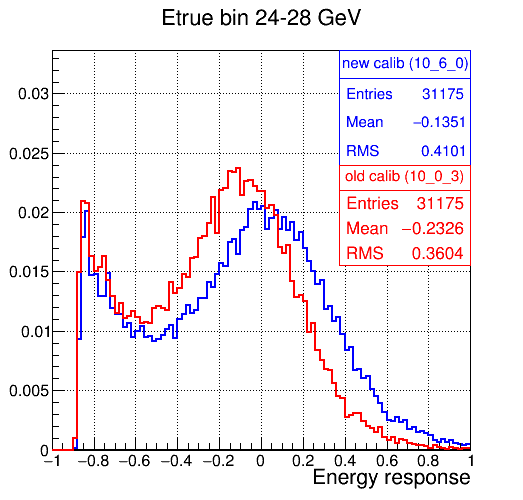 Etrue bin 24-28 GeV
new calib (10_6_0)
Entries 31175
Mean −0.1351
RMS 0.4101
old calib (10_0_3)
Entries 31175
Mean −0.2326
RMS 0.3604
0.03
0.025
0.02
0.015
0.01
0.005
0
−1 −0.8 −0.6 −0.4 −0.2 0 0.2 0.4 0.6 0.8 1
Energy response